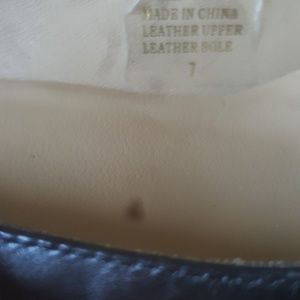 MADE IN CHINA
LEATHER UPPER
LEATHER SOLE
7